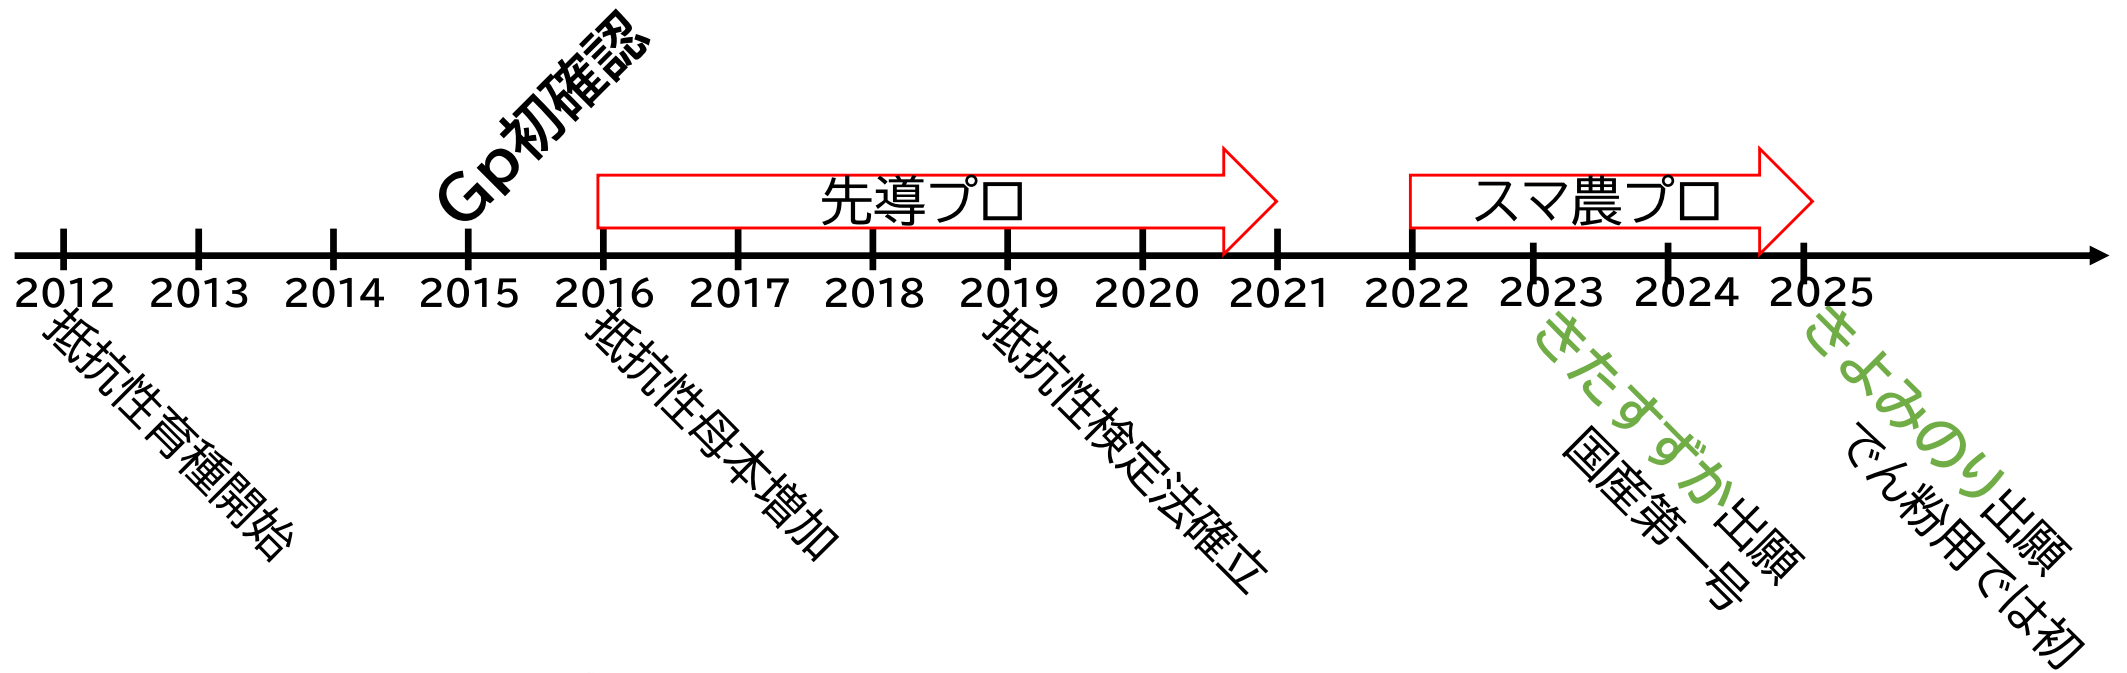 Gp初確認
先導プロ
スマ農プロ
2012
2013
2014
2015
2016
2017
2018
2019
2020
2021
2022
2023
2024
2025
抵抗性育種開始
抵抗性母本増加
抵抗性検定法確立
きたすずか出願
国産第一号
きよみのり出願
でん粉用では初